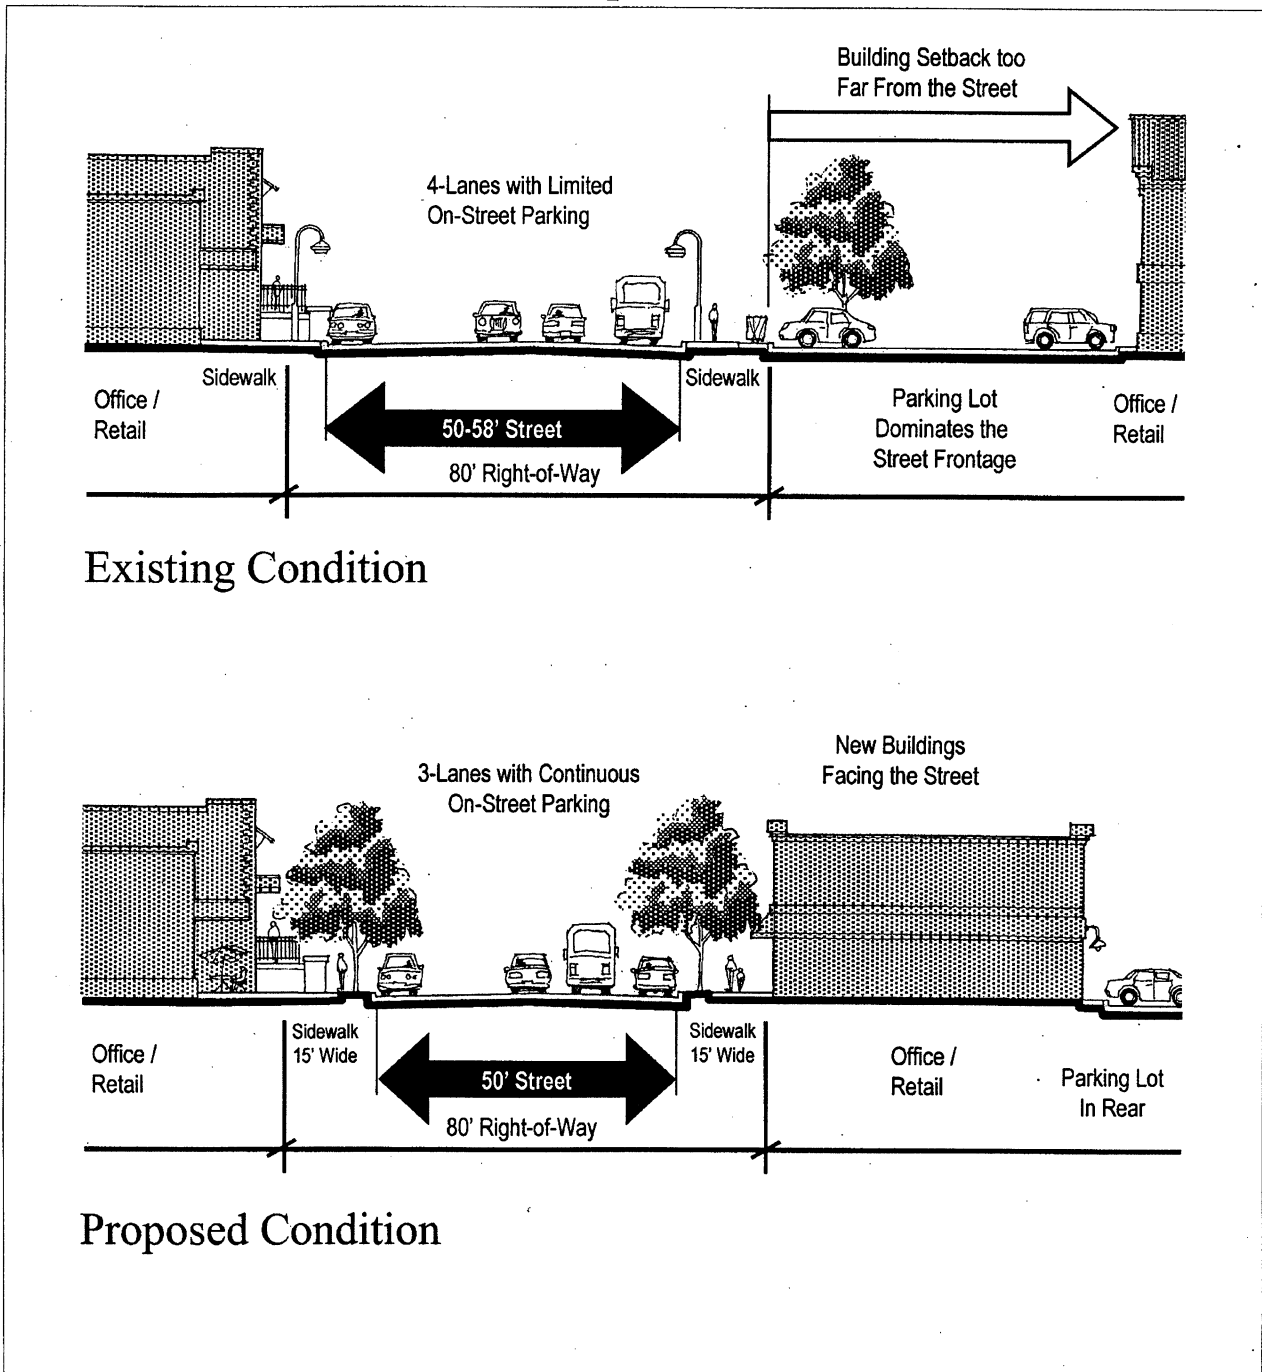 Building Setback too
Far From the Street
4-Lanes with Limited
On-Street Parking
Sidewalk
Sidewalk
Office /
Retail
50-58' Street
80' Right-of-Way
Parking Lot
Dominates the
Street Frontage
Office /
Retail
Existing Condition
New Buildings
Facing the Street
3-Lanes with Continuous
On-Street Parking
Sidewalk
15' Wide
Sidewalk
15' Wide
Office /
Retail
50' Street
80' Right-of-Way
Office /
Retail
Parking Lot
In Rear
Proposed Condition